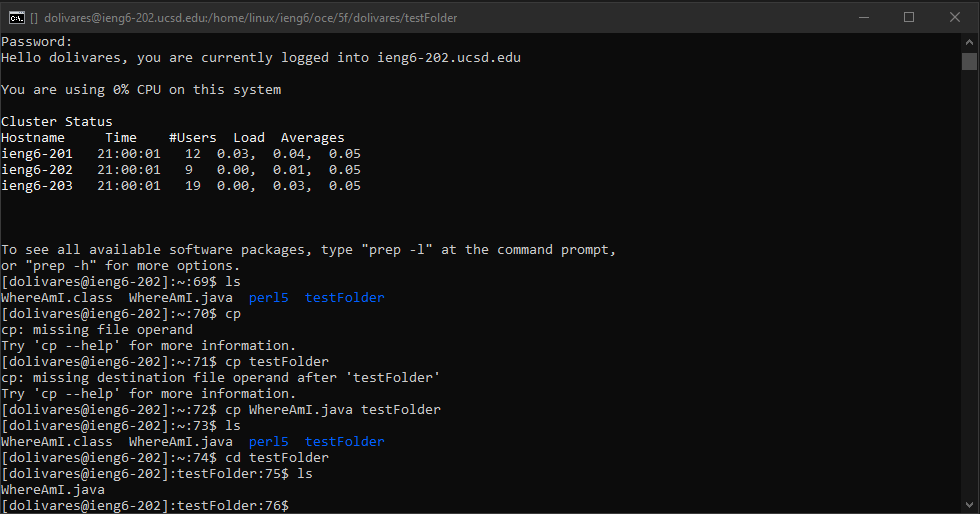 [] dolivares@ieng6-202.ucsd.edu:/home/linux/ieng6/oce/5f/dolivares/testFolder
Password:
Hello dolivares, you are currently logged into ieng6-202.ucsd.edu
You are using 0% CPU on this system
Cluster Status
Hostname     Time    #Users  Load  Averages
ieng6-201   21:00:01   12  0.03,  0.04,  0.05
ieng6-202   21:00:01   9   0.00,  0.01,  0.05
ieng6-203   21:00:01   19  0.00,  0.03,  0.05
To see all available software packages, type "prep -l" at the command prompt,
or "prep -h" for more options.
[dolivares@ieng6-202]:~:69$ ls
WhereAmI.class  WhereAmI.java  perl5  testFolder
[dolivares@ieng6-202]:~:70$ cp
cp: missing file operand
Try 'cp --help' for more information.
[dolivares@ieng6-202]:~:71$ cp testFolder
cp: missing destination file operand after 'testFolder'
Try 'cp --help' for more information.
[dolivares@ieng6-202]:~:72$ cp WhereAmI.java testFolder
[dolivares@ieng6-202]:~:73$ ls
WhereAmI.class  WhereAmI.java  perl5  testFolder
[dolivares@ieng6-202]:~:74$ cd testFolder
[dolivares@ieng6-202]:testFolder:75$ ls
WhereAmI.java
[dolivares@ieng6-202]:testFolder:76$